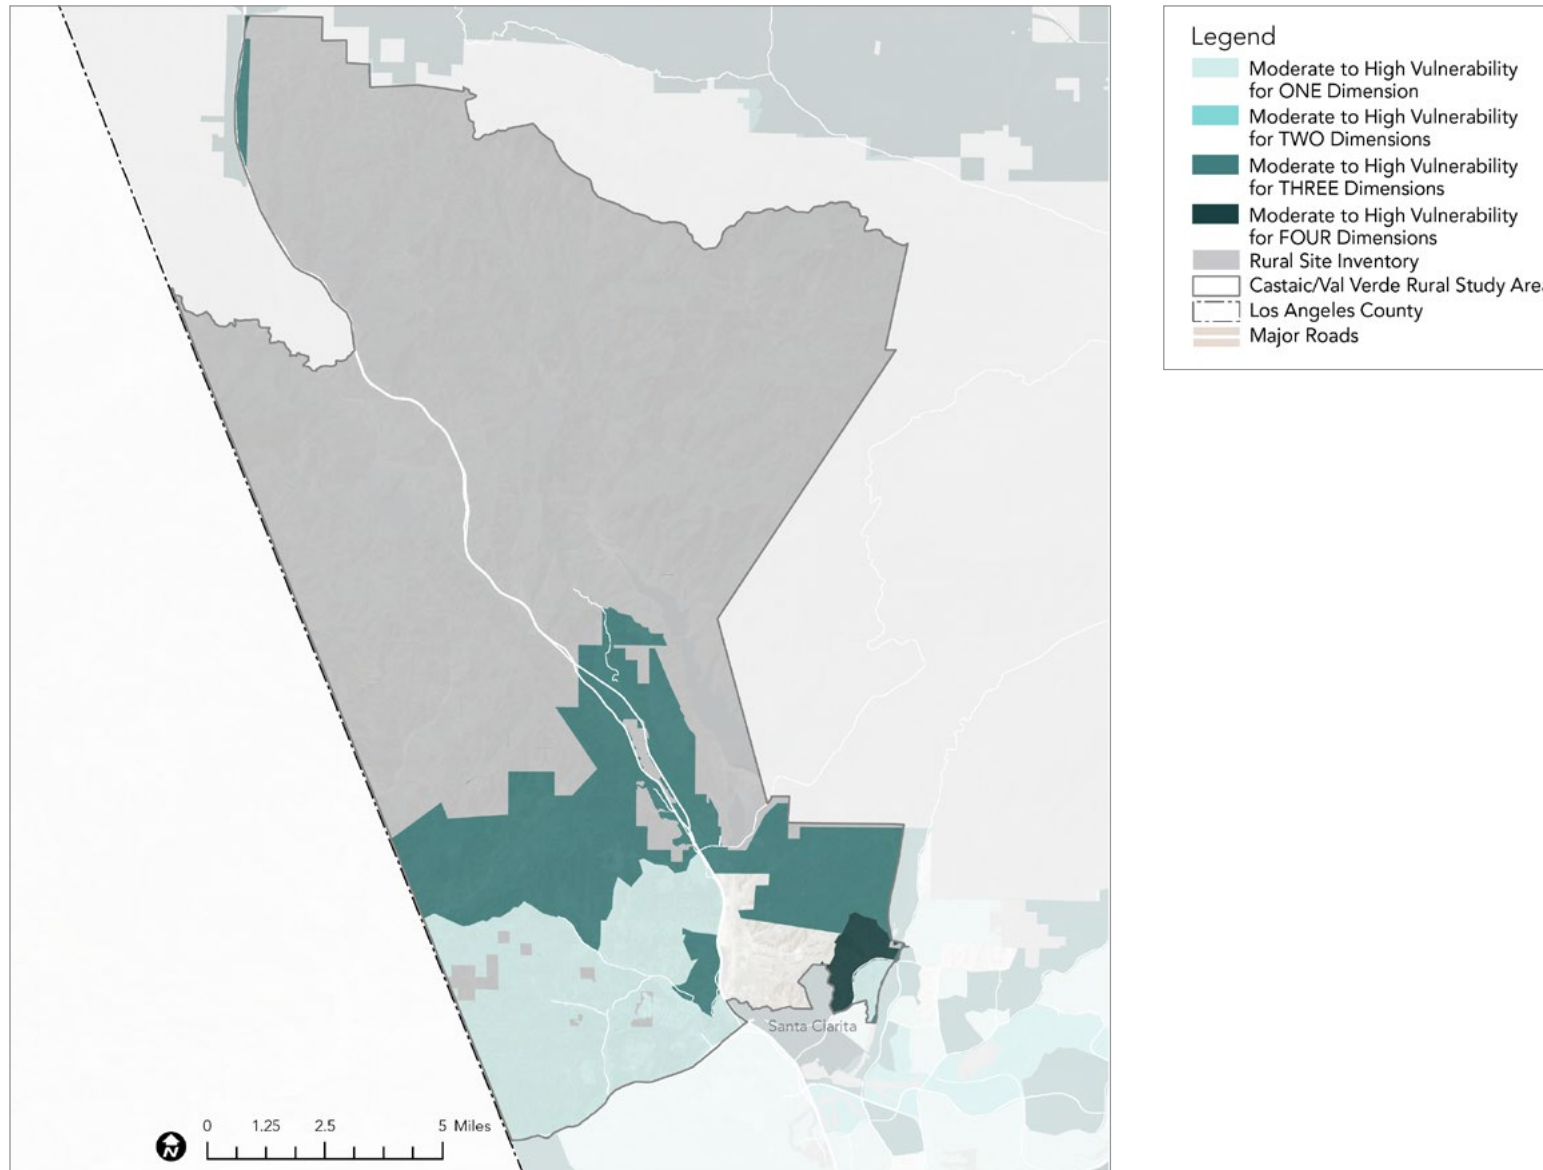 Legend
Moderate to High Vulnerability
for ONE Dimension
Moderate to High Vulnerability
for TWO Dimensions
Moderate to High Vulnerability
for THREE Dimensions
Moderate to High Vulnerability
for FOUR Dimensions
Rural Site Inventory
Castaic/Val Verde Rural Study Area
Los Angeles County
Major Roads
Santa Clarita
N
0 1.25 2.5 5 Miles